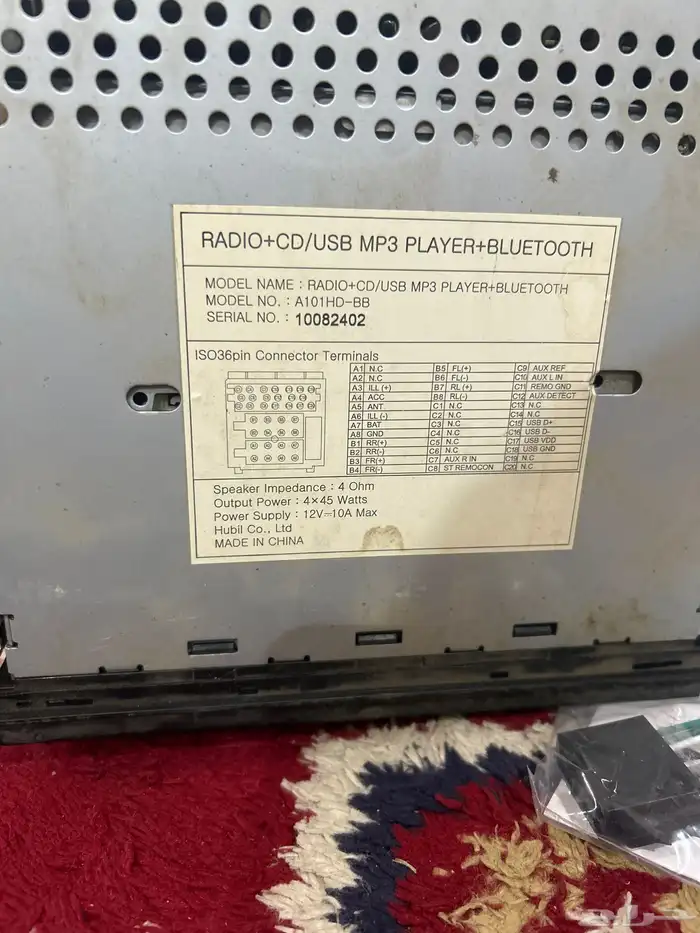 RADIO+CD/USB MP3 PLAYER+BLUETOOTH
MODEL NAME : RADIO+CD/USB MP3 PLAYER+BLUETOOTH
MODEL NO. : A101HD-BB
SERIAL NO. : 10082402
ISO36pin Connector Terminals
A1 N.C B5 FL(+) C9 AUX REF
A2 N.C B6 FL(-) C10 AUX L IN
A3 ILL (+) B7 RL (+) C11 REMO GND
A4 ACC B8 RL(-) C12 AUX DETECT
A5 ANT. C1 N.C C13 N.C
A6 ILL (-) C2 N.C C14 N.C
A7 BAT C3 N.C C15 USB D+
A8 GND C4 N.C C16 USB D-
B1 RR(+) C5 N.C C17 USB VDD
B2 RR(-) C6 N.C C18 USB GND
B3 FR(+) C7 AUX R IN C19 N.C
B4 FR(-) C8 ST REMOCON C20 N.C
Speaker Impedance : 4 Ohm
Output Power : 4×45 Watts
Power Supply : 12V⎓10A Max
Hubil Co., Ltd
MADE IN CHINA
حراج